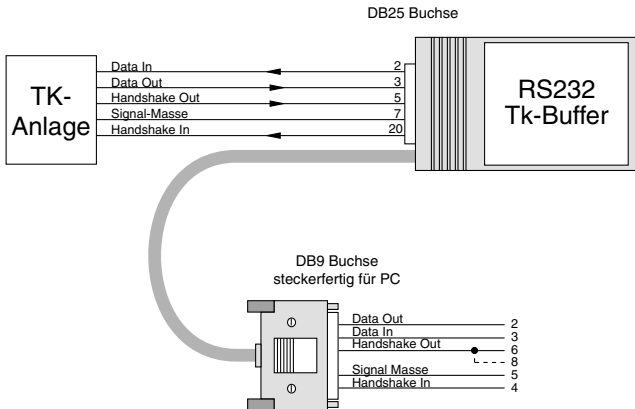 DB25 Buchse
TK-
Anlage
Data In 2
Data Out 3
Handshake Out 5
Signal-Masse 7
Handshake In 20
RS232
Tk-Buffer
DB9 Buchse
steckerfertig für PC
Data Out 2
Data In 3
Handshake Out 6
8
Signal Masse 5
Handshake In 4